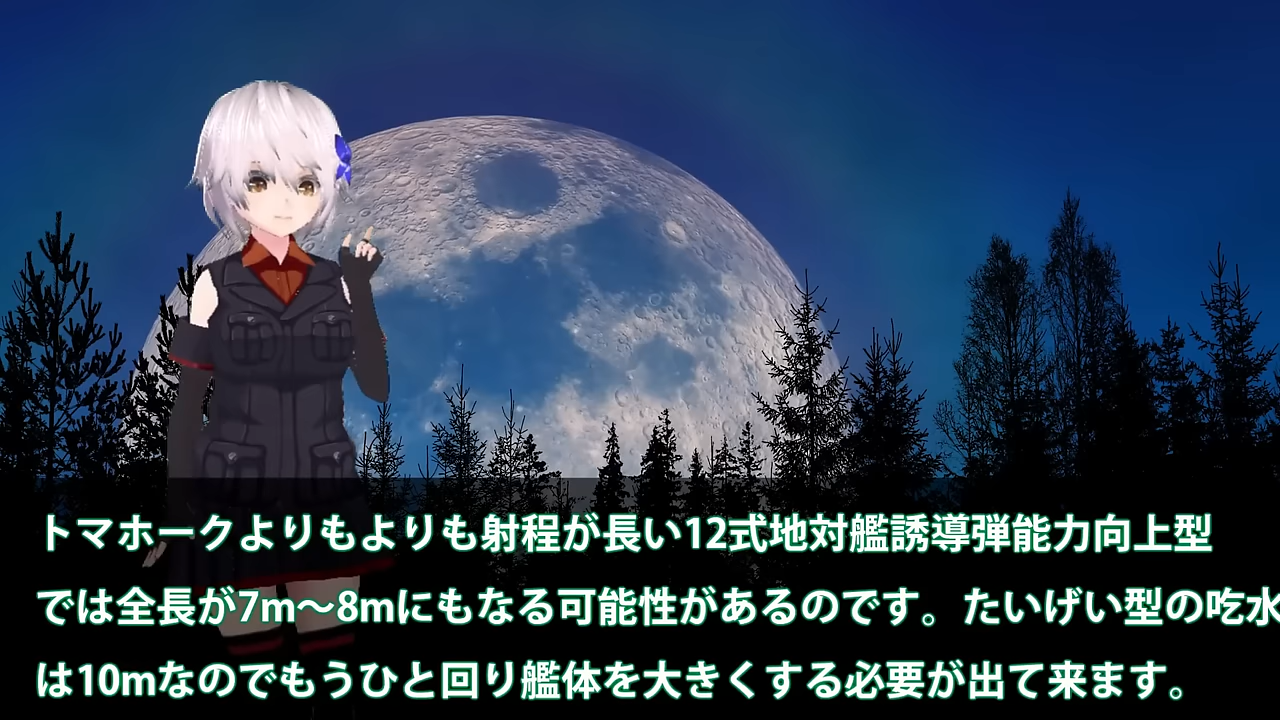 トマホークよりもよりも射程が長い12式地対艦誘導弾能力向上型
では全長が7m～8mにもなる可能性があるのです。たいげい型の吃水
は10mなのでもうひと回り艦体を大きくする必要が出て来ます。